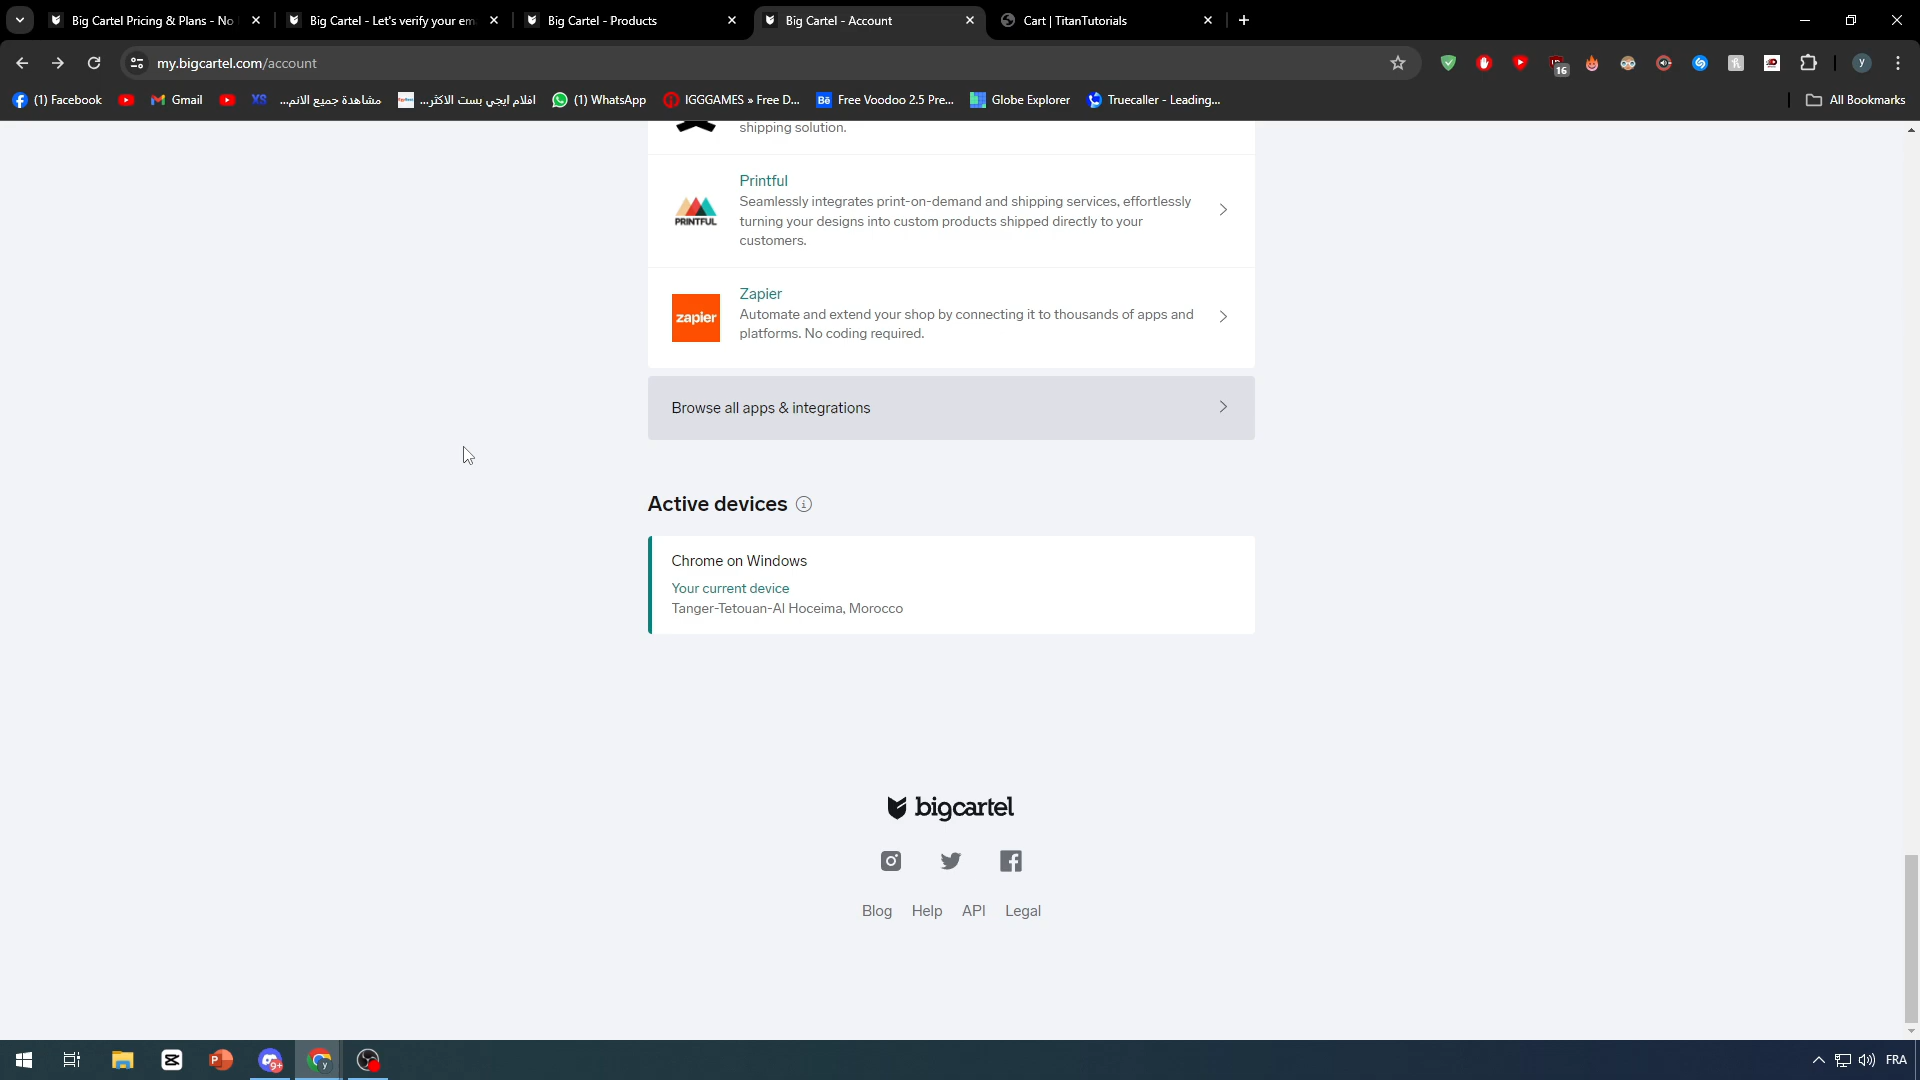 Big Cartel Pricing & Plans - No
Big Cartel - Let's verify your em
Big Cartel - Products
Big Cartel - Account
Cart | TitanTutorials
my.bigcartel.com/account
16
y
(1) Facebook
Gmail
XS
مشاهدة جميع الانم...
افلام ايجي بست الاكثر...
(1) WhatsApp
IGGGAMES » Free D...
Bē
Free Voodoo 2.5 Pre...
Globe Explorer
Truecaller - Leading...
All Bookmarks
shipping solution.
PRINTFUL
Printful
Seamlessly integrates print-on-demand and shipping services, effortlessly
turning your designs into custom products shipped directly to your
customers.
zapier
Zapier
Automate and extend your shop by connecting it to thousands of apps and
platforms. No coding required.
Browse all apps & integrations
Active devices
Chrome on Windows
Your current device
Tanger-Tetouan-Al Hoceima, Morocco
bigcartel
Blog Help API Legal
P
9+
y
FRA